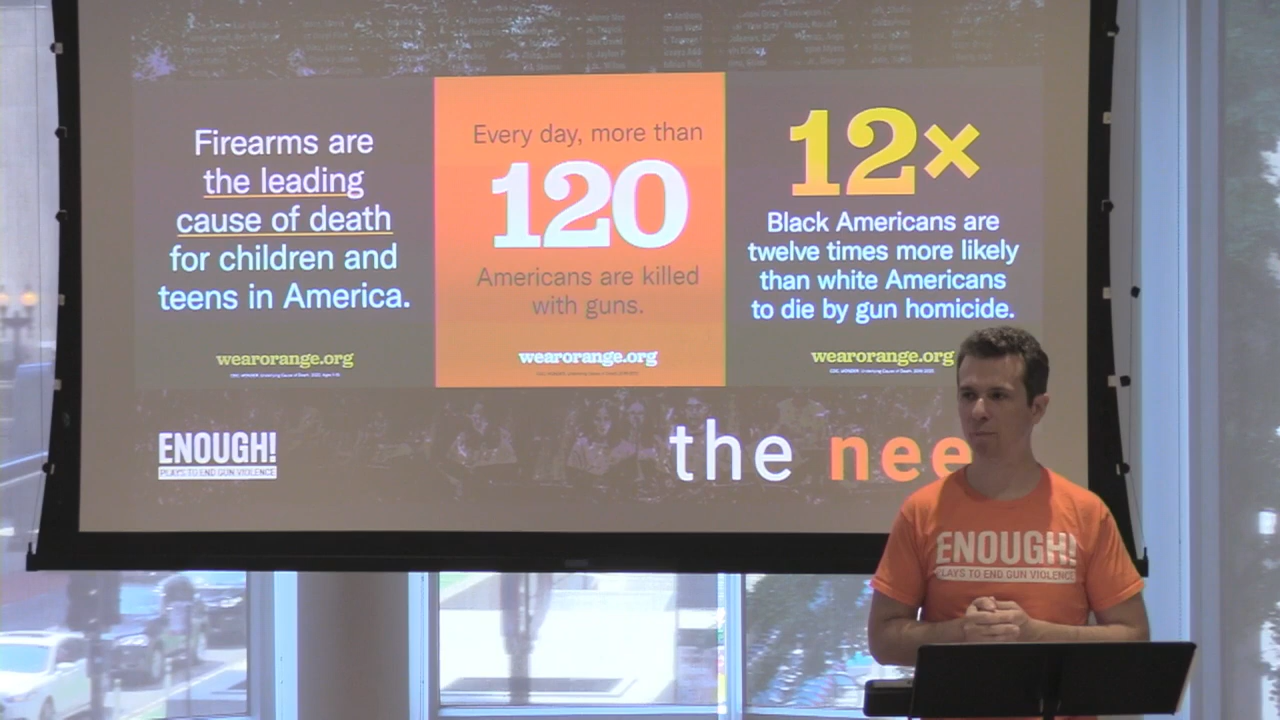 Firearms are
the leading
cause of death
for children and
teens in America.
wearorange.org
Every day, more than
120
Americans are killed
with guns.
wearorange.org
12×
Black Americans are
twelve times more likely
than white Americans
to die by gun homicide.
wearorange.org
ENOUGH!
PLAYS TO END GUN VIOLENCE
the nee
ENOUGH!
PLAYS TO END GUN VIOLENCE